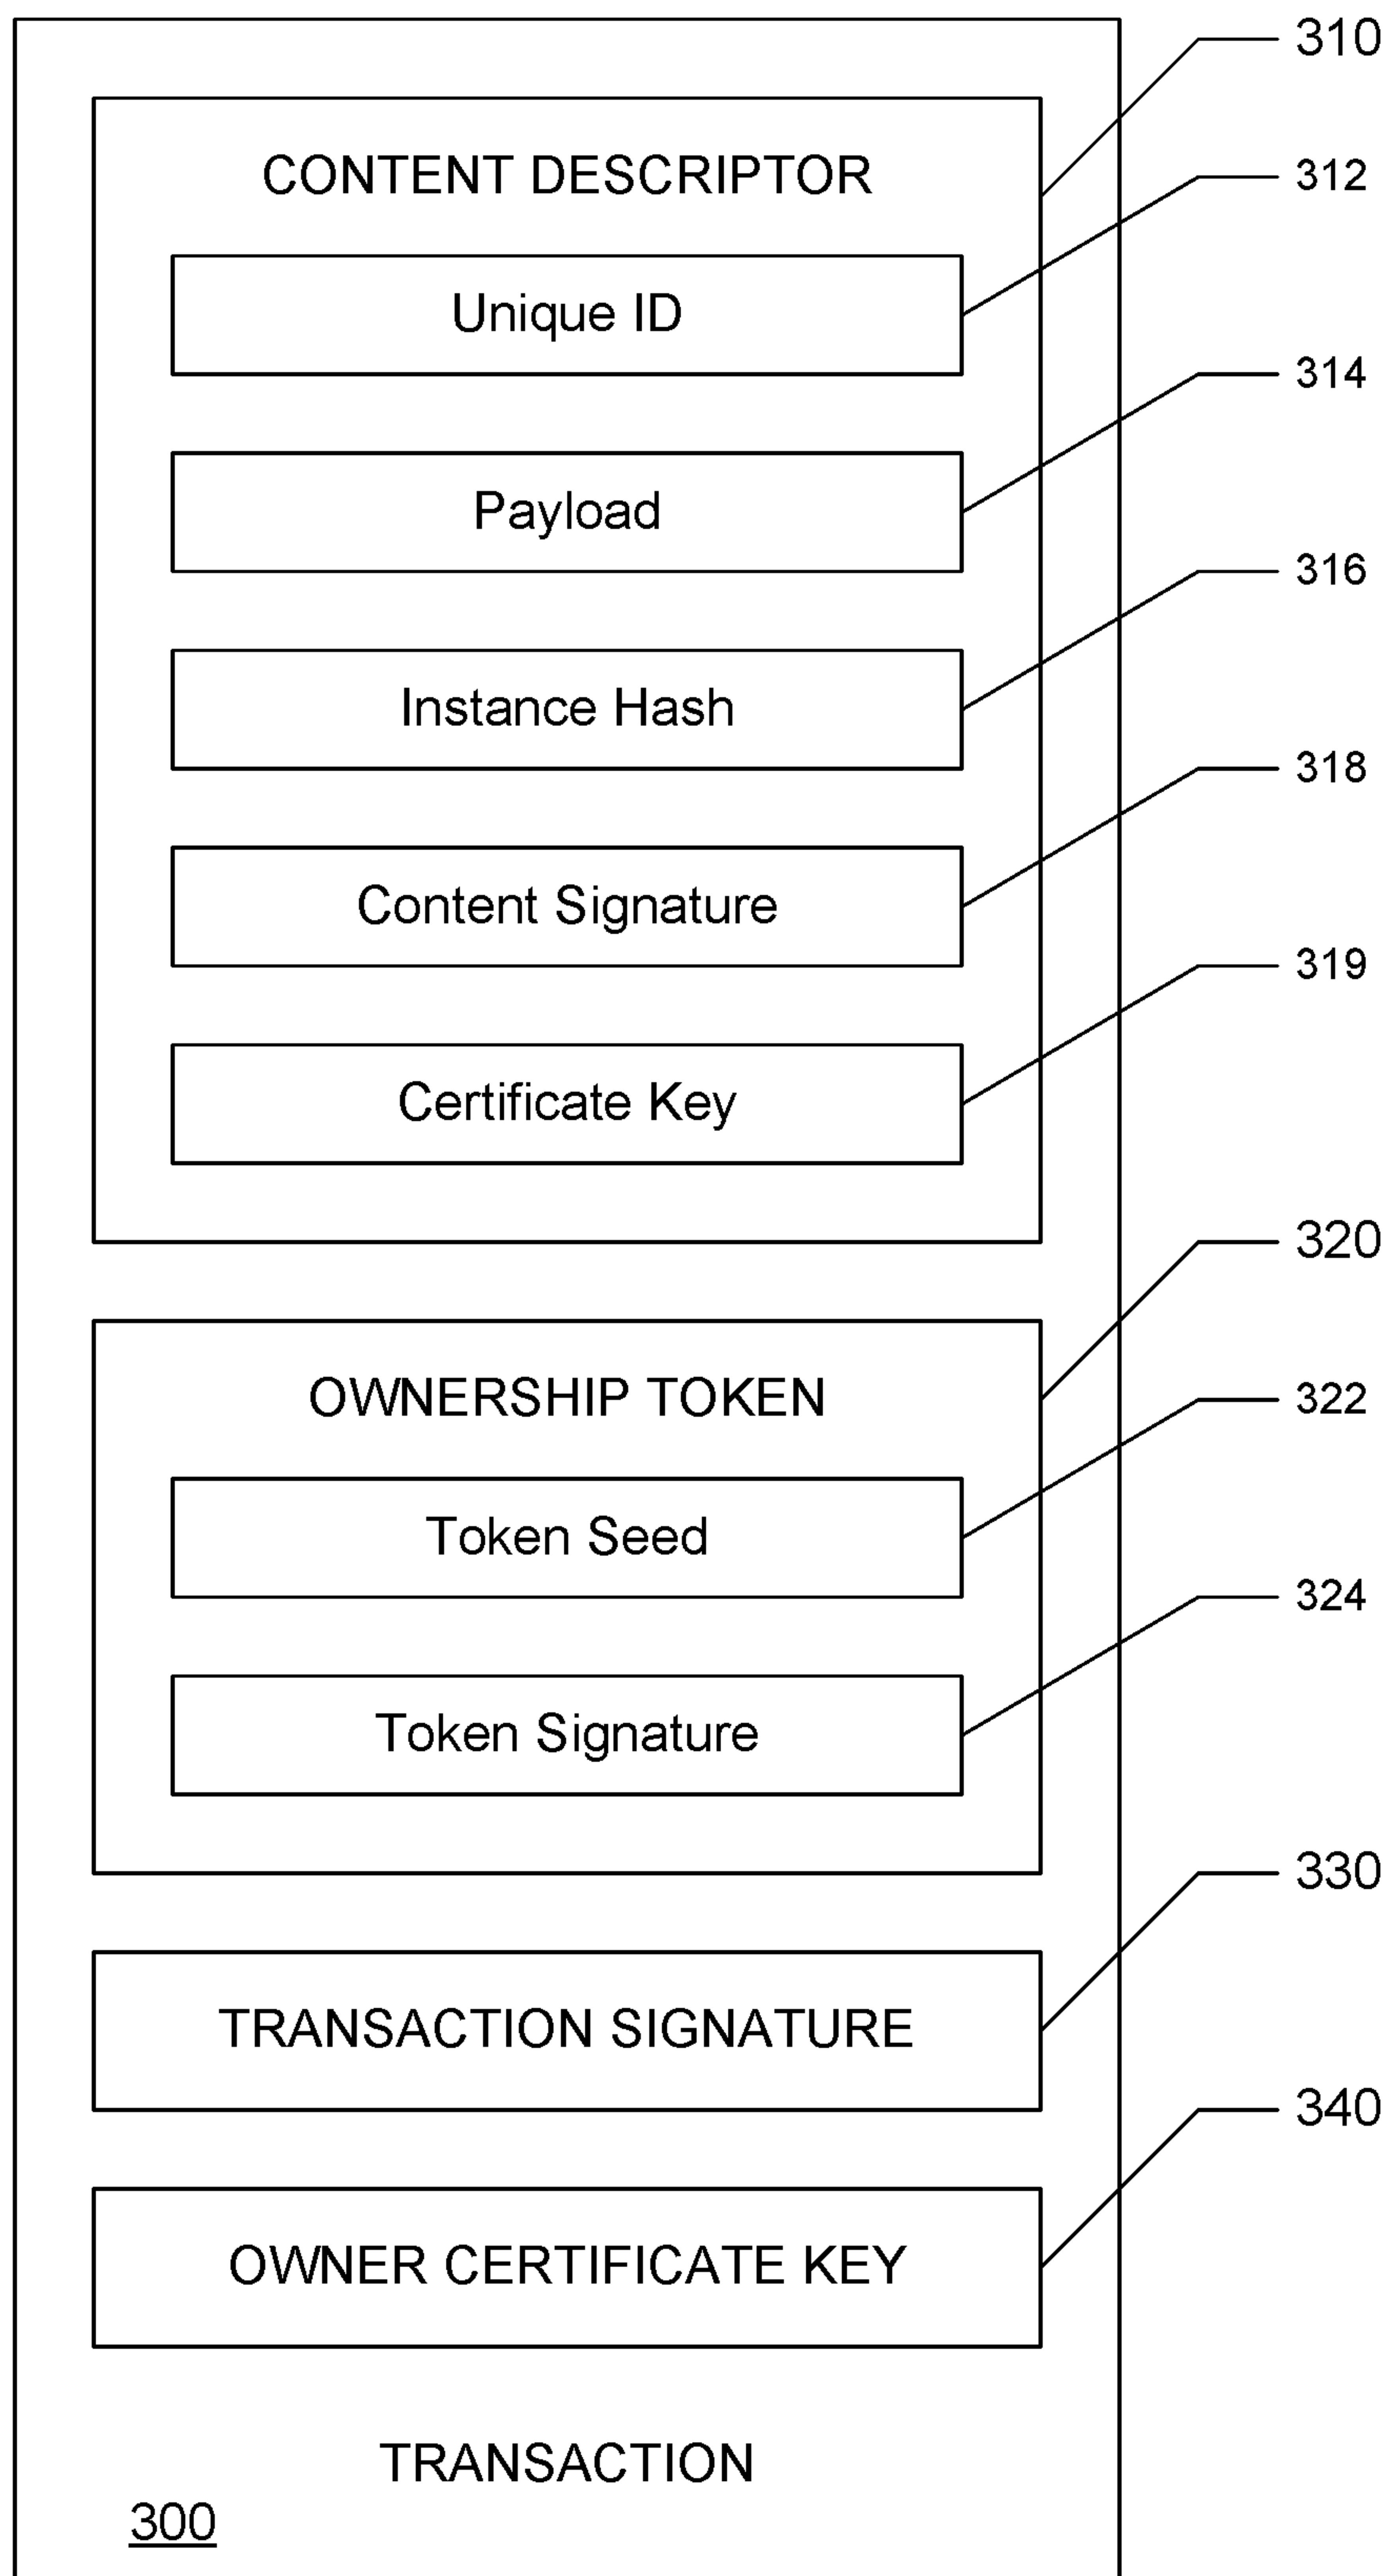 310
CONTENT DESCRIPTOR
312
Unique ID
314
Payload
316
Instance Hash
318
Content Signature
319
Certificate Key
320
OWNERSHIP TOKEN
322
Token Seed
324
Token Signature
330
TRANSACTION SIGNATURE
340
OWNER CERTIFICATE KEY
TRANSACTION
300